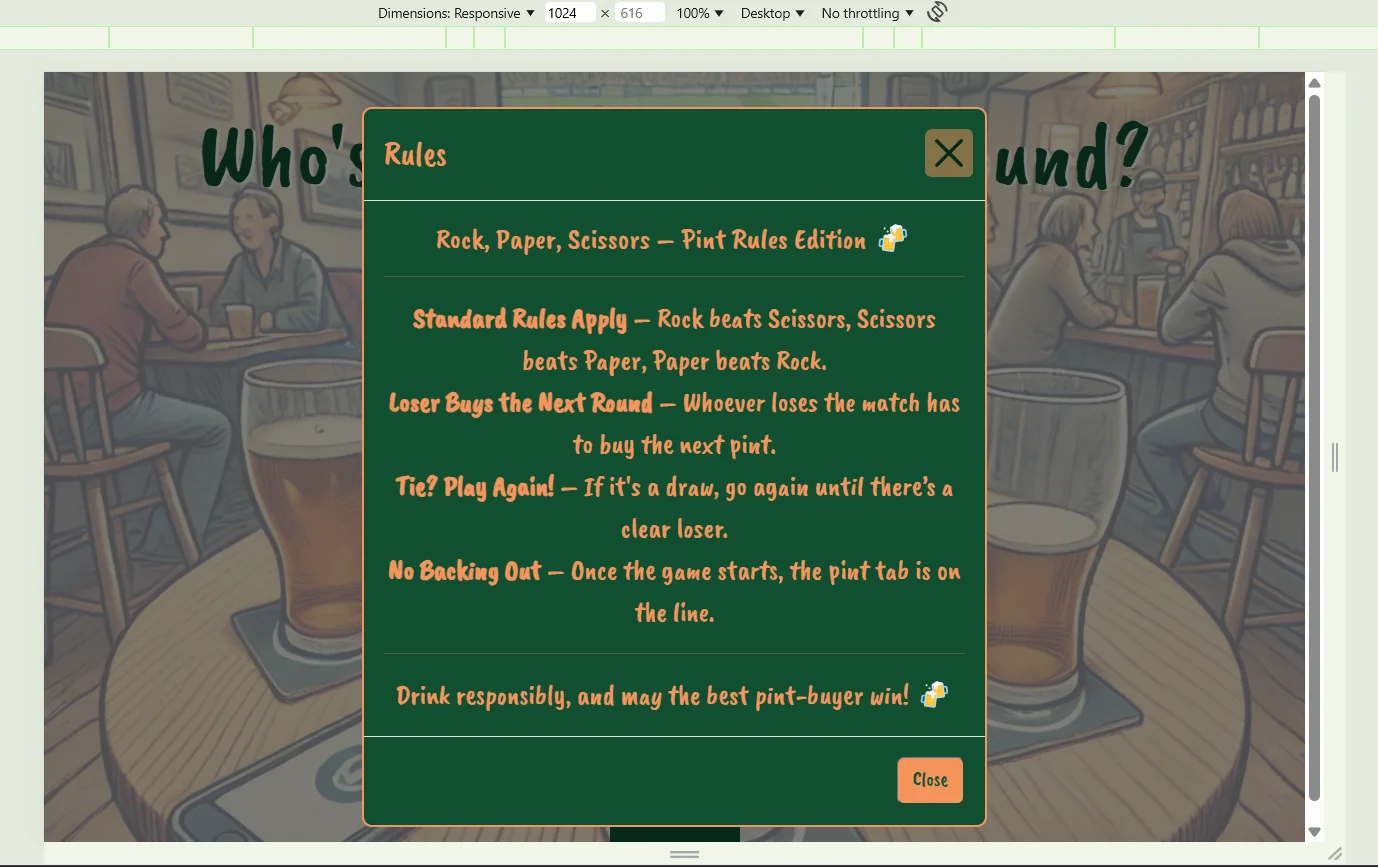 Dimensions: Responsive 1024 × 616 100% Desktop No throttling
Who's und?
Rules
Rock, Paper, Scissors – Pint Rules Edition 🍻
Standard Rules Apply – Rock beats Scissors, Scissors
beats Paper, Paper beats Rock.
Loser Buys the Next Round – Whoever loses the match has
to buy the next pint.
Tie? Play Again! – If it's a draw, go again until there’s a
clear loser.
No Backing Out – Once the game starts, the pint tab is on
the line.
Drink responsibly, and may the best pint-buyer win! 🍻
Close